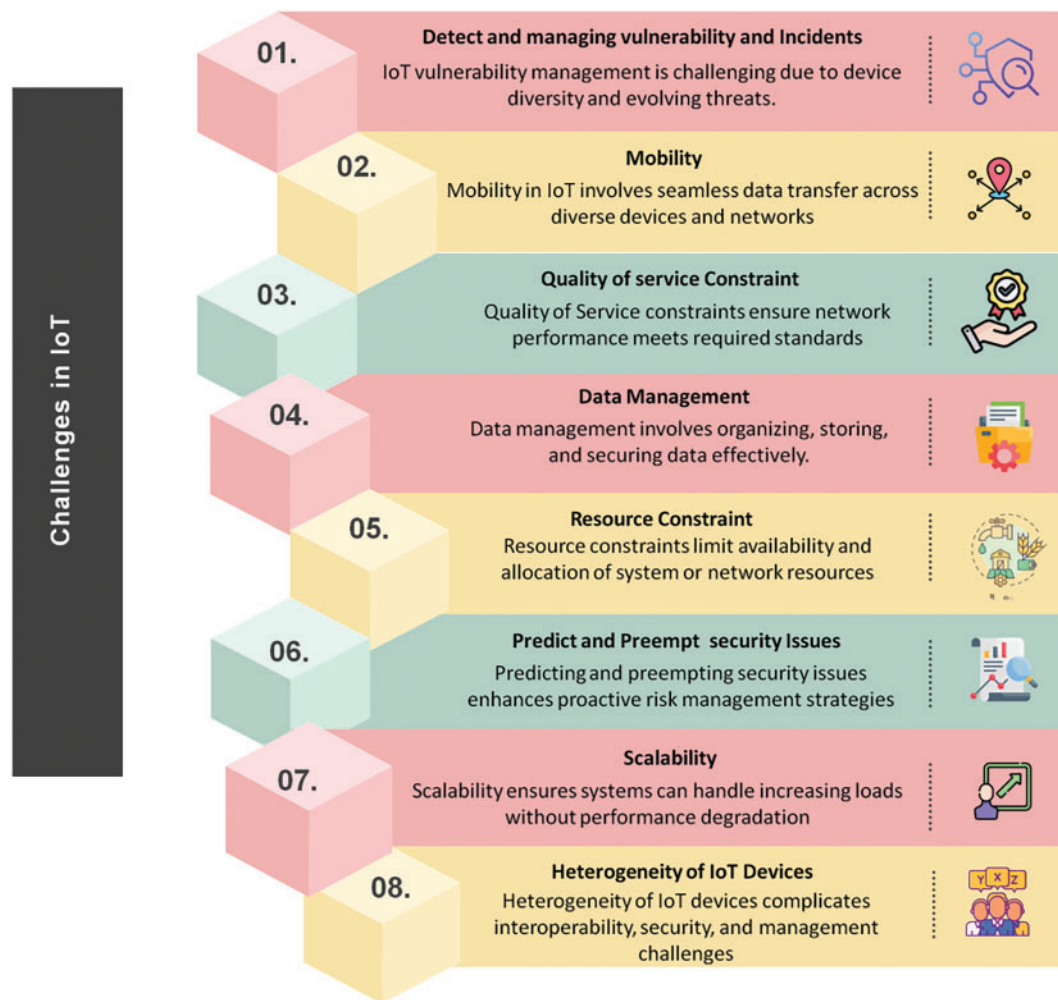 Challenges in IoT
01.
Detect and managing vulnerability and Incidents
IoT vulnerability management is challenging due to device
diversity and evolving threats.
02.
Mobility
Mobility in IoT involves seamless data transfer across
diverse devices and networks
03.
Quality of service Constraint
Quality of Service constraints ensure network
performance meets required standards
04.
Data Management
Data management involves organizing, storing,
and securing data effectively.
05.
Resource Constraint
Resource constraints limit availability and
allocation of system or network resources
06.
Predict and Preempt security Issues
Predicting and preempting security issues
enhances proactive risk management strategies
07.
Scalability
Scalability ensures systems can handle increasing loads
without performance degradation
08.
Heterogeneity of IoT Devices
Heterogeneity of IoT devices complicates
interoperability, security, and management
challenges
Y X Z